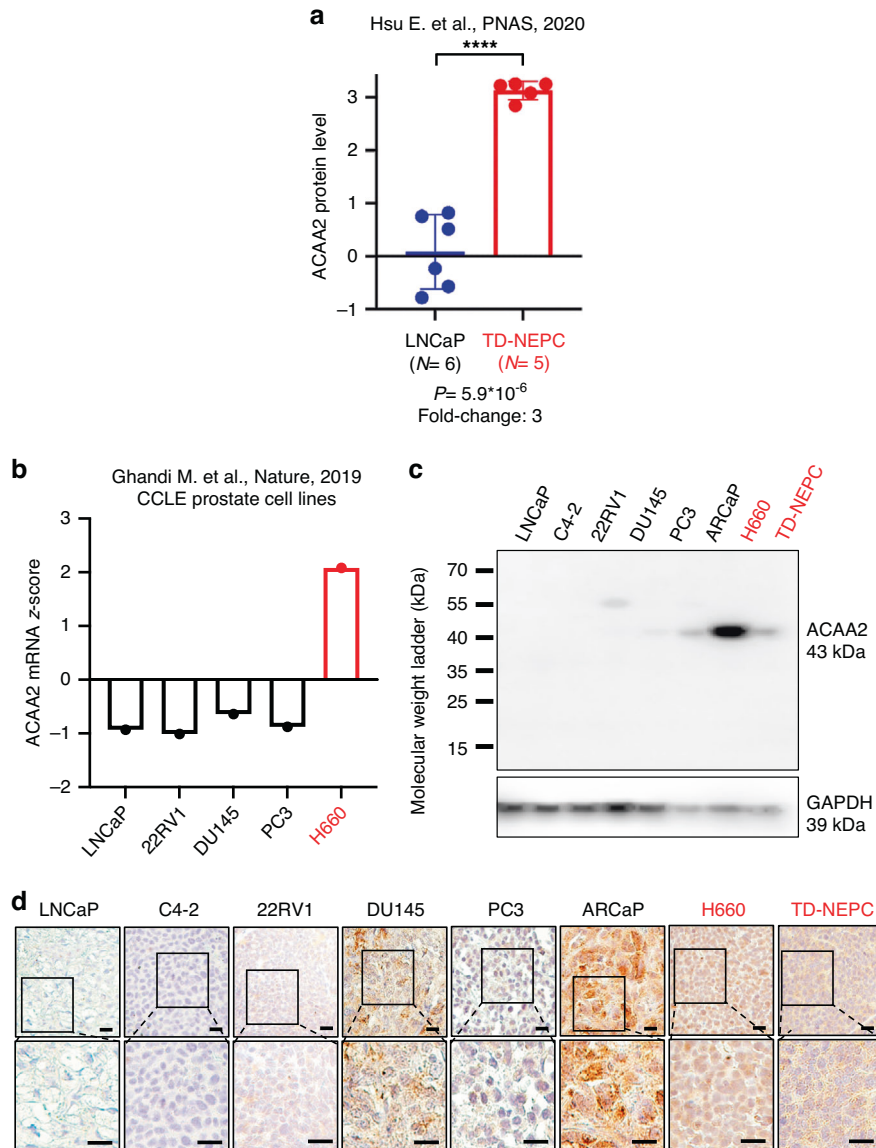 a
Hsu E. et al., PNAS, 2020
****
ACAA2 protein level
3
2
1
0
–1
LNCaP
(N= 6)
TD-NEPC
(N= 5)
P= 5.9*10-6
Fold-change: 3
b
Ghandi M. et al., Nature, 2019
CCLE prostate cell lines
ACAA2 mRNA z-score
3
2
1
0
–1
–2
LNCaP
22RV1
DU145
PC3
H660
c
LNCaP
C4-2
22RV1
DU145
PC3
ARCaP
H660
TD-NEPC
Molecular weight ladder (kDa)
70
55
40
35
25
15
ACAA2
43 kDa
GAPDH
39 kDa
d
LNCaP
C4-2
22RV1
DU145
PC3
ARCaP
H660
TD-NEPC